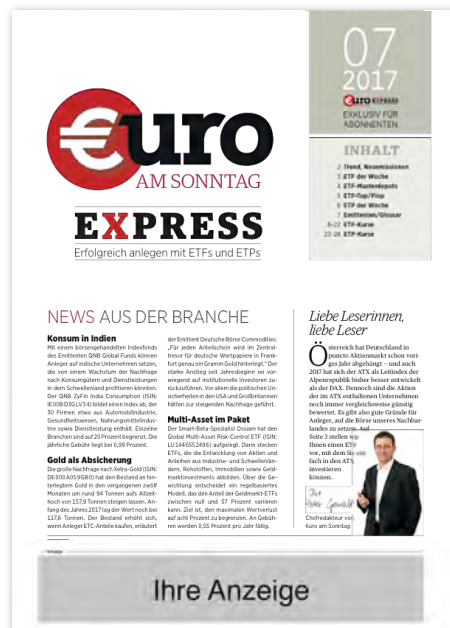 07
2017
€uro EXPRESS
EXKLUSIV FÜR
ABONNENTEN
INHALT
2 Trend, Neuemissionen
3 ETF der Woche
4 ETF-Musterdepots
5 ETF-Top/Flop
6 ETP der Woche
7 Emittenten/Glossar
8-22 ETF-Kurse
23-28 ETP-Kurse
€uro
AM SONNTAG
EXPRESS
Erfolgreich anlegen mit ETFs und ETPs
NEWS AUS DER BRANCHE
Konsum in Indien
Mit einem börsengehandelten Indexfonds
des Emittenten QNB Global Funds können
Anleger auf indische Unternehmen setzen,
die von einem Wachstum der Nachfrage
nach Konsumgütern und Dienstleistungen
in dem Schwellenland profitieren könnten.
Der QNB ZyFin India Consumption (ISIN:
IE00BD3GLV34) bildet einen Index ab, der
30 Firmen etwa aus Automobilindustrie,
Gesundheitswesen, Nahrungsmittelindus-
trie sowie Dienstleistung enthält. Einzelne
Branchen sind auf 20 Prozent begrenzt. Die
jährliche Gebühr liegt bei 0,99 Prozent.
Gold als Absicherung
Die große Nachfrage nach Xetra-Gold (ISIN:
DE000A0S9GB0) hat den Bestand an hin-
terlegtem Gold in den vergangenen zwölf
Monaten um rund 94 Tonnen aufs Allzeit-
hoch von 157,9 Tonnen steigen lassen. An-
fang des Jahres 2017 lag der Wert noch bei
117,6 Tonnen. Der Bestand erhöht sich,
wenn Anleger ETC-Anteile kaufen, erläutert
der Emittent Deutsche Börse Commodities:
„Für jeden Anteilschein wird im Zentral-
tresor für deutsche Wertpapiere in Frank-
furt genau ein Gramm Gold hinterlegt.“ Der
starke Anstieg seit Jahresbeginn sei vor-
wiegend auf institutionelle Investoren zu-
rückzuführen. Vor allem die politischen Un-
sicherheiten in den USA und Großbritannien
hätten zur steigenden Nachfrage geführt.
Multi-Asset im Paket
Der Smart-Beta-Spezialist Ossiam hat den
Global Multi-Asset Risk-Control ETF (ISIN:
LU1446552496) aufgelegt. Darin stecken
ETFs, die die Entwicklung von Aktien und
Anleihen aus Industrie- und Schwellenlän-
dern, Rohstoffen, Immobilien sowie Geld-
marktinvestments abbilden. Über die Ge-
wichtung entscheidet ein regelbasiertes
Modell, das den Anteil der Geldmarkt-ETFs
zwischen null und 57 Prozent variieren
kann. Ziel ist, den maximalen Wertverlust
auf acht Prozent zu begrenzen. An Gebüh-
ren werden 0,55 Prozent pro Jahr fällig.
Liebe Leserinnen,
liebe Leser
Österreich hat Deutschland in
puncto Aktienmarkt schon vori-
ges Jahr abgehängt – und auch
2017 hat sich der ATX als Leitindex der
Alpenrepublik bisher besser entwickelt
als der DAX. Dennoch sind die Aktien
der im ATX enthaltenen Unternehmen
noch immer vergleichsweise günstig
bewertet. Es gibt also gute Gründe für
Anleger, auf die Börse unseres Nachbar-
landes zu setzen. Auf
Seite 3 stellen wir
Ihnen einen ETF
vor, mit dem Sie ein-
fach in den ATX
investieren
können.
Ihr
Peter Gewalt
Chefredakteur von
€uro am Sonntag
Anzeige
Ihre Anzeige